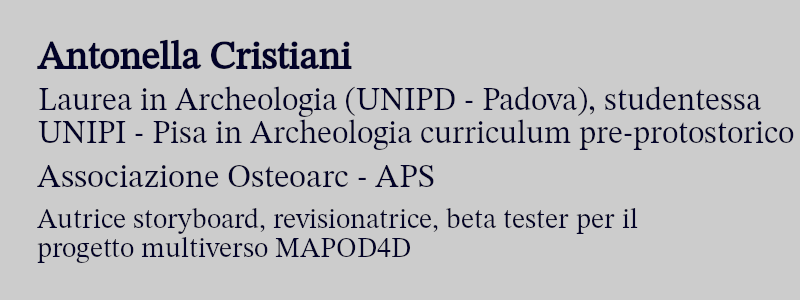 Antonella Cristiani
Laurea in Archeologia (UNIPD - Padova), studentessa
UNIPI - Pisa in Archeologia curriculum pre-protostorico
Associazione Osteoarc - APS
Autrice storyboard, revisionatrice, beta tester per il
progetto multiverso MAPOD4D